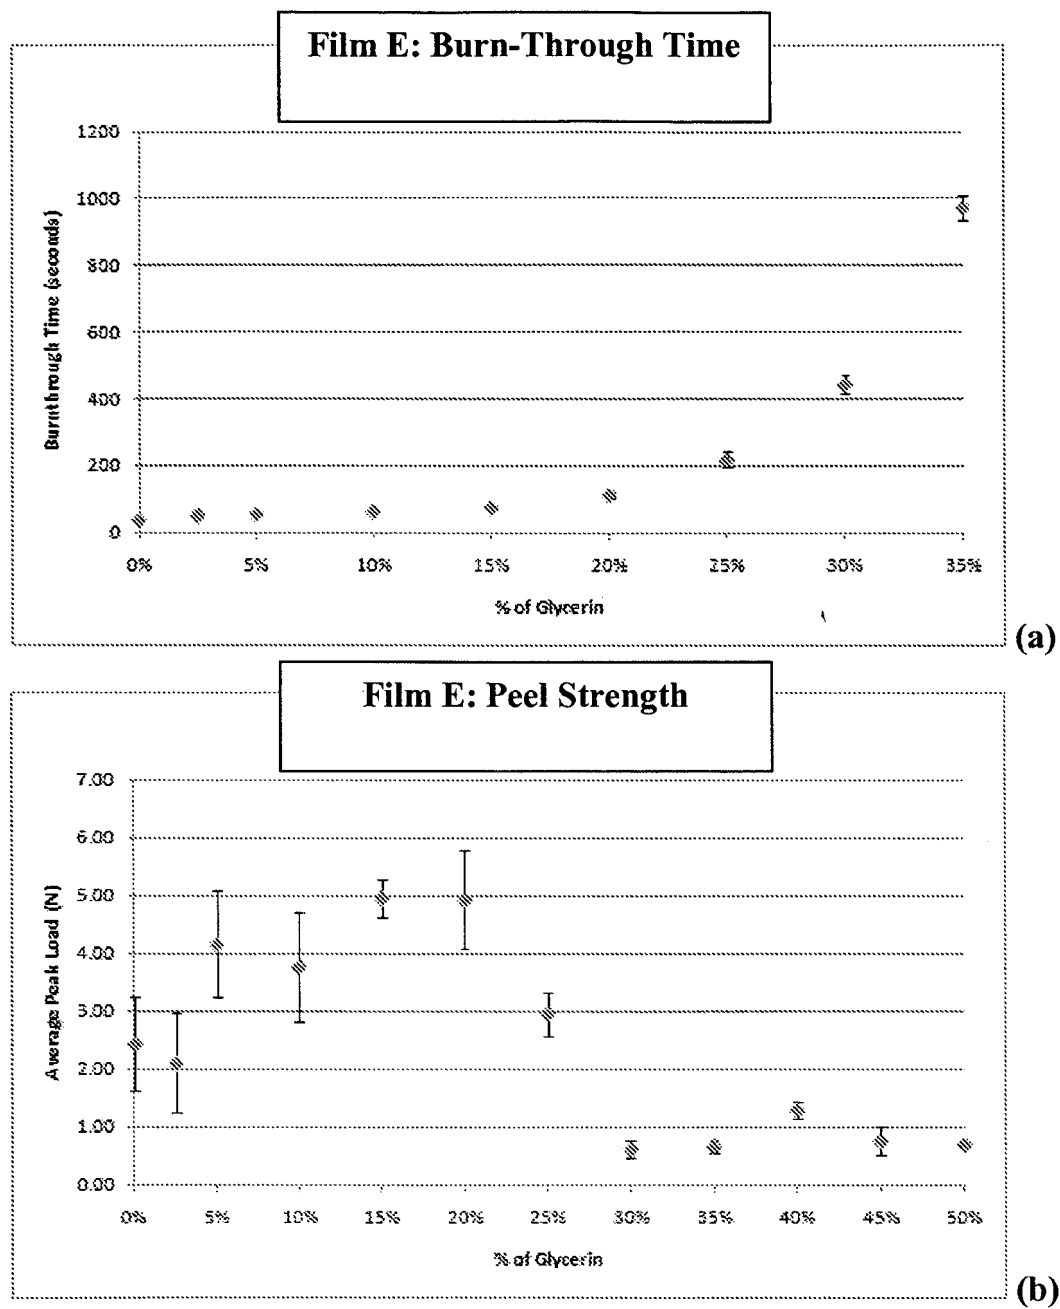 Film E: Burn-Through Time
1200
1000
800
600
400
200
0
Burnthrough Time (seconds)
0% 5% 10% 15% 20% 25% 30% 35%
% of Glycerin
(a)
Film E: Peel Strength
7.00
6.00
5.00
4.00
3.00
2.00
1.00
0.00
Average Peak Load (N)
0% 5% 10% 15% 20% 25% 30% 35% 40% 45% 50%
% of Glycerin
(b)